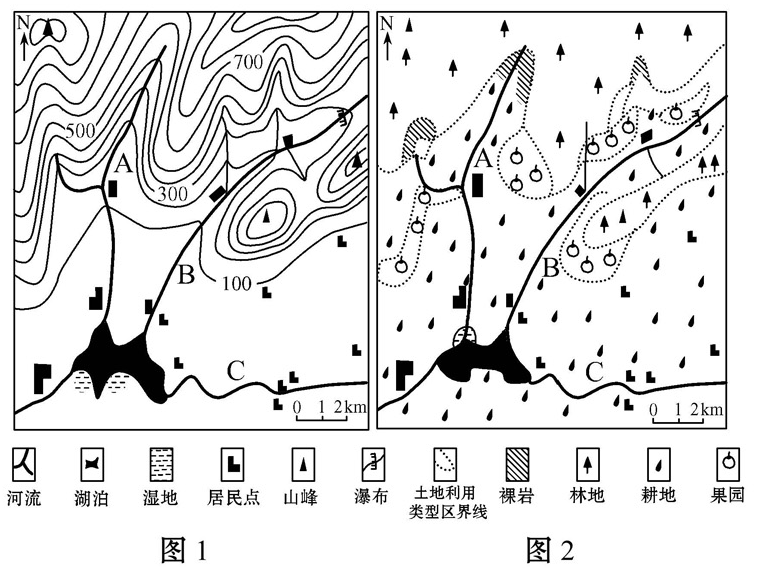 N
700
500
A
300
B
100
C
0 1 2km
N
A
B
C
0 1 2km
河流
湖泊
湿地
居民点
山峰
瀑布
土地利用
类型区界线
裸岩
林地
耕地
果园
图1
图2